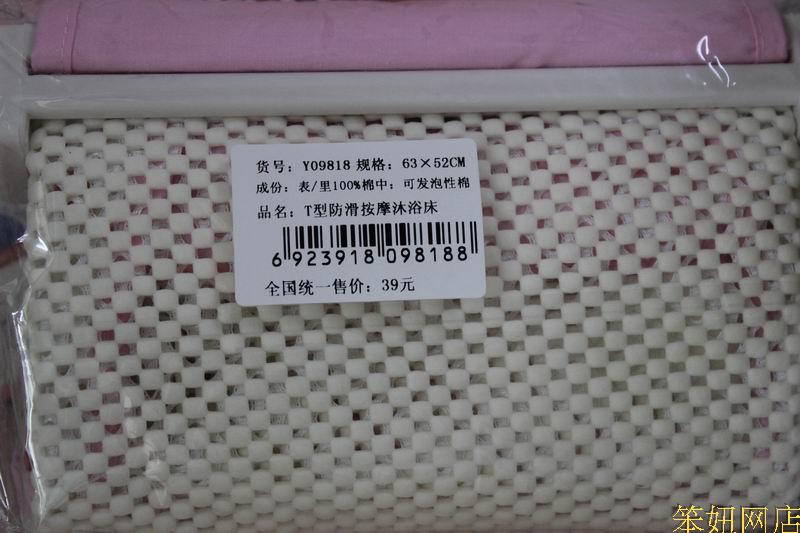 货号：Y09818 规格：63×52CM
成份：表/里100%棉中：可发泡性棉
品名：T型防滑按摩沐浴床
6 923918 098188
全国统一售价：39元
笨妞网店